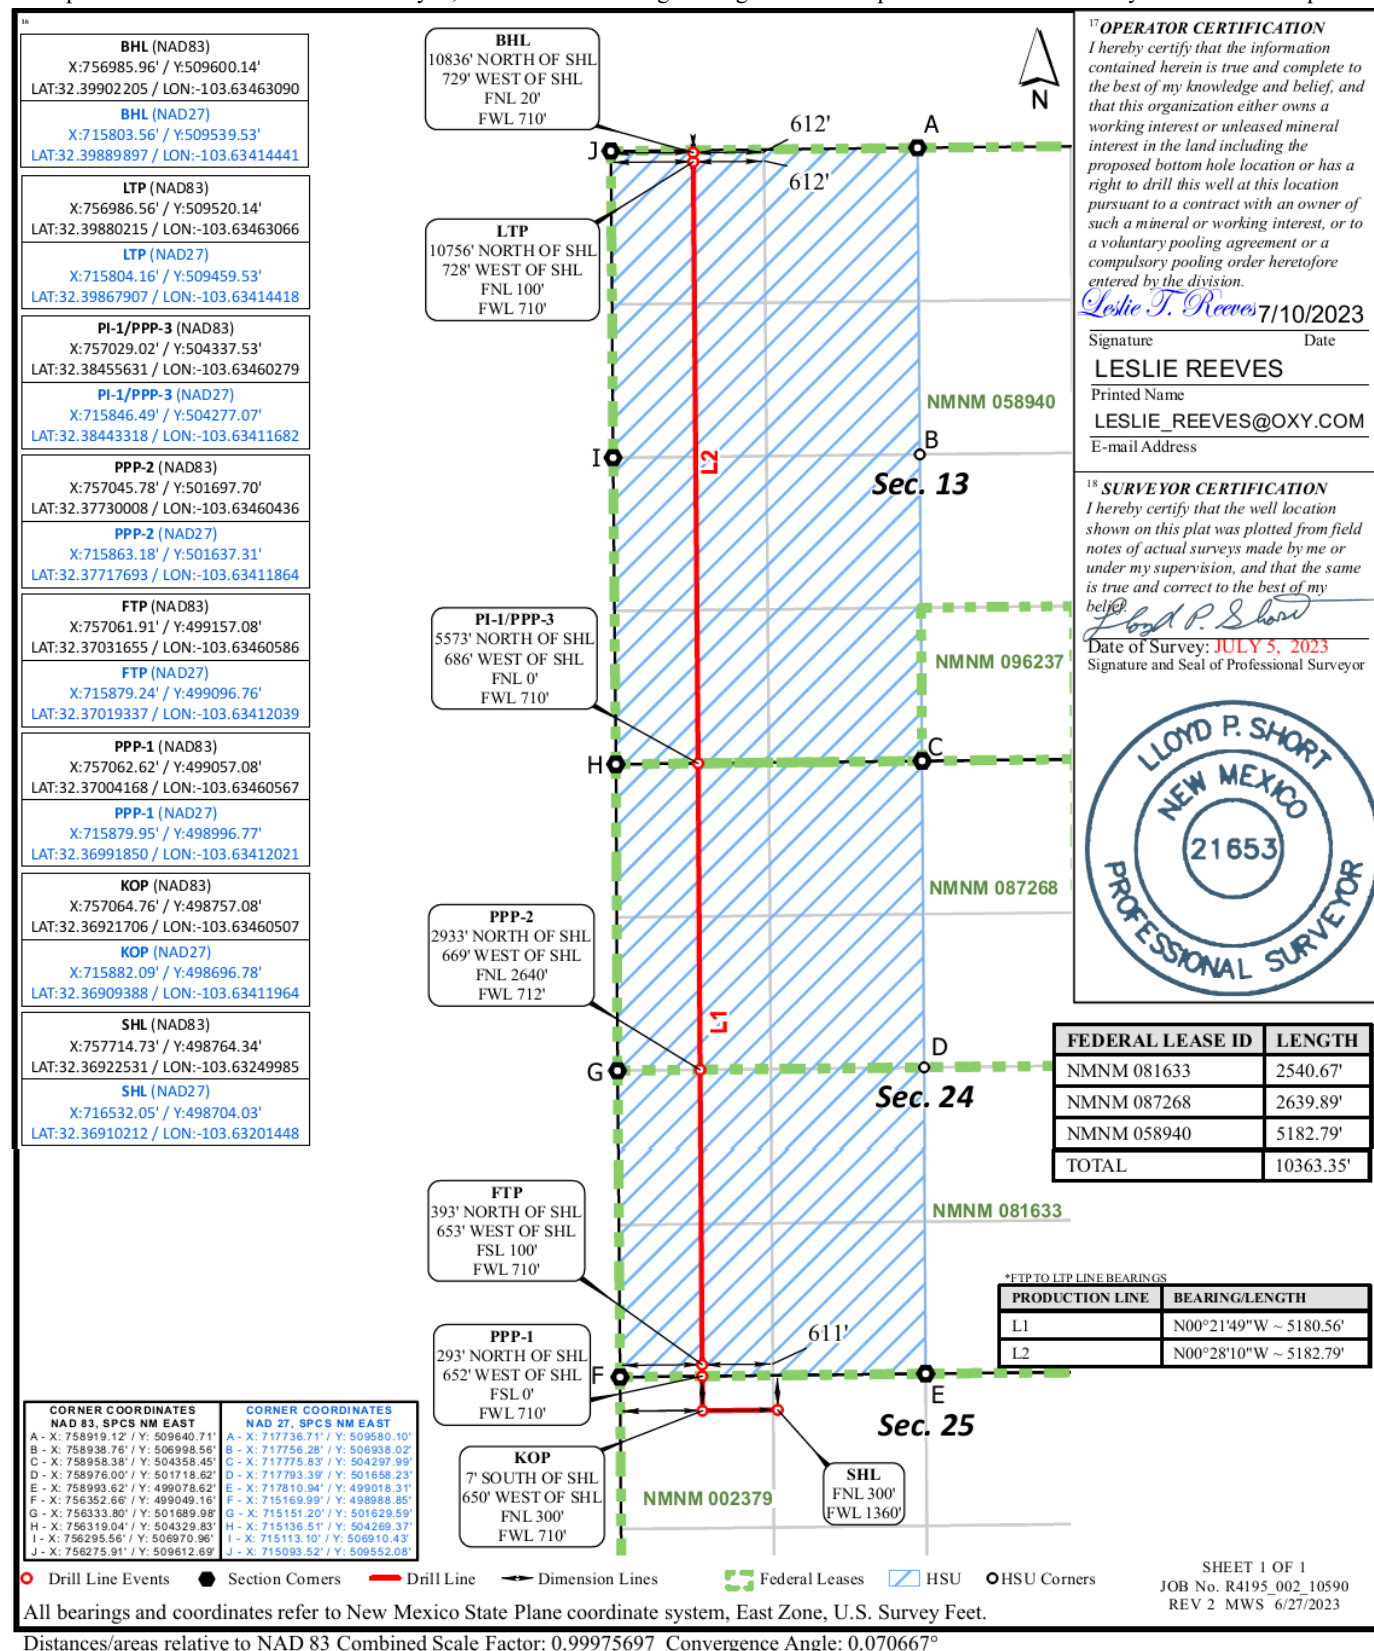 16
BHL (NAD83)
X:756985.96' / Y:509600.14'
LAT:32.39902205 / LON:-103.63463090
BHL (NAD27)
X:715803.56' / Y:509539.53'
LAT:32.39889897 / LON:-103.63414441
LTP (NAD83)
X:756986.56' / Y:509520.14'
LAT:32.39880215 / LON:-103.63463066
LTP (NAD27)
X:715804.16' / Y:509459.53'
LAT:32.39867907 / LON:-103.63414418
PI-1/PPP-3 (NAD83)
X:757029.02' / Y:504337.53'
LAT:32.38455631 / LON:-103.63460279
PI-1/PPP-3 (NAD27)
X:715846.49' / Y:504277.07'
LAT:32.38443318 / LON:-103.63411682
PPP-2 (NAD83)
X:757045.78' / Y:501697.70'
LAT:32.37730008 / LON:-103.63460436
PPP-2 (NAD27)
X:715863.18' / Y:501637.31'
LAT:32.37717693 / LON:-103.63411864
FTP (NAD83)
X:757061.91' / Y:499157.08'
LAT:32.37031655 / LON:-103.63460586
FTP (NAD27)
X:715879.24' / Y:499096.76'
LAT:32.37019337 / LON:-103.63412039
PPP-1 (NAD83)
X:757062.62' / Y:499057.08'
LAT:32.37004168 / LON:-103.63460567
PPP-1 (NAD27)
X:715879.95' / Y:498996.77'
LAT:32.36991850 / LON:-103.63412021
KOP (NAD83)
X:757064.76' / Y:498757.08'
LAT:32.36921706 / LON:-103.63460507
KOP (NAD27)
X:715882.09' / Y:498696.78'
LAT:32.36909388 / LON:-103.63411964
SHL (NAD83)
X:757714.73' / Y:498764.34'
LAT:32.36922531 / LON:-103.63249985
SHL (NAD27)
X:716532.05' / Y:498704.03'
LAT:32.36910212 / LON:-103.63201448
BHL
10836' NORTH OF SHL
729' WEST OF SHL
FNL 20'
FWL 710'
N
612'
A
J
612'
LTP
10756' NORTH OF SHL
728' WEST OF SHL
FNL 100'
FWL 710'
NMNM 058940
B
I
L2
Sec. 13
PI-1/PPP-3
5573' NORTH OF SHL
686' WEST OF SHL
FNL 0'
FWL 710'
NMNM 096237
C
H
NMNM 087268
PPP-2
2933' NORTH OF SHL
669' WEST OF SHL
FNL 2640'
FWL 712'
L1
D
G
Sec. 24
FTP
393' NORTH OF SHL
653' WEST OF SHL
FSL 100'
FWL 710'
NMNM 081633
PPP-1
293' NORTH OF SHL
652' WEST OF SHL
FSL 0'
FWL 710'
611'
F
E
Sec. 25
KOP
7' SOUTH OF SHL
650' WEST OF SHL
FNL 300'
FWL 710'
NMNM 002379
SHL
FNL 300'
FWL 1360'
17 OPERATOR CERTIFICATION
I hereby certify that the information
contained herein is true and complete to
the best of my knowledge and belief, and
that this organization either owns a
working interest or unleased mineral
interest in the land including the
proposed bottom hole location or has a
right to drill this well at this location
pursuant to a contract with an owner of
such a mineral or working interest, or to
a voluntary pooling agreement or a
compulsory pooling order heretofore
entered by the division.
Leslie T. Reeves 7/10/2023
Signature Date
LESLIE REEVES
Printed Name
LESLIE_REEVES@OXY.COM
E-mail Address
18 SURVEYOR CERTIFICATION
I hereby certify that the well location
shown on this plat was plotted from field
notes of actual surveys made by me or
under my supervision, and that the same
is true and correct to the best of my
belief.
Lloyd P. Short
Date of Survey: JULY 5, 2023
Signature and Seal of Professional Surveyor
LLOYD P. SHORT
NEW MEXICO
21653
PROFESSIONAL SURVEYOR
FEDERAL LEASE ID LENGTH
NMNM 081633 2540.67'
NMNM 087268 2639.89'
NMNM 058940 5182.79'
TOTAL 10363.35'
*FTP TO LTP LINE BEARINGS
PRODUCTION LINE BEARING/LENGTH
L1 N00°21'49"W ~ 5180.56'
L2 N00°28'10"W ~ 5182.79'
CORNER COORDINATES
NAD 83, SPCS NM EAST
A - X: 758919.12' / Y: 509640.71'
B - X: 758938.76' / Y: 506998.56'
C - X: 758958.38' / Y: 504358.45'
D - X: 758976.00' / Y: 501718.62'
E - X: 758993.62' / Y: 499078.62'
F - X: 756352.66' / Y: 499049.16'
G - X: 756333.80' / Y: 501689.98'
H - X: 756319.04' / Y: 504329.83'
I - X: 756295.56' / Y: 506970.96'
J - X: 756275.91' / Y: 509612.69'
CORNER COORDINATES
NAD 27, SPCS NM EAST
A - X: 717736.71' / Y: 509580.10'
B - X: 717756.28' / Y: 506938.02'
C - X: 717775.83' / Y: 504297.99'
D - X: 717793.39' / Y: 501658.23'
E - X: 717810.94' / Y: 499018.31'
F - X: 715169.99' / Y: 498988.85'
G - X: 715151.20' / Y: 501629.59'
H - X: 715136.51' / Y: 504269.37'
I - X: 715113.10' / Y: 506910.43'
J - X: 715093.52' / Y: 509552.08'
Drill Line Events Section Corners Drill Line Dimension Lines Federal Leases HSU HSU Corners
SHEET 1 OF 1
JOB No. R4195_002_10590
REV 2 MWS 6/27/2023
All bearings and coordinates refer to New Mexico State Plane coordinate system, East Zone, U.S. Survey Feet.
Distances/areas relative to NAD 83 Combined Scale Factor: 0.99975697 Convergence Angle: 0.070667°